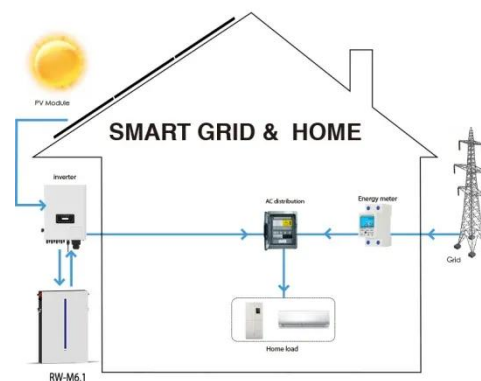 PV Module
SMART GRID & HOME
inverter
AC distribution
Energy meter
Grid
Home load
RW-M6.1